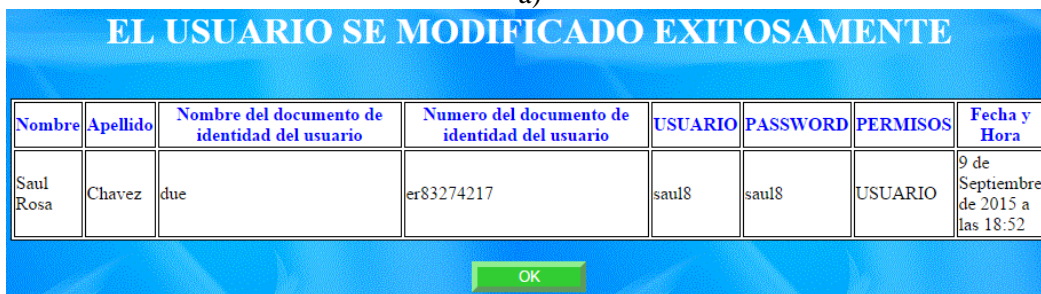 a)
EL USUARIO SE MODIFICADO EXITOSAMENTE
Nombre Apellido Nombre del documento de identidad del usuario Numero del documento de identidad del usuario USUARIO PASSWORD PERMISOS Fecha y Hora
Saul Rosa Chavez due er83274217 saul8 saul8 USUARIO 9 de Septiembre de 2015 a las 18:52
OK